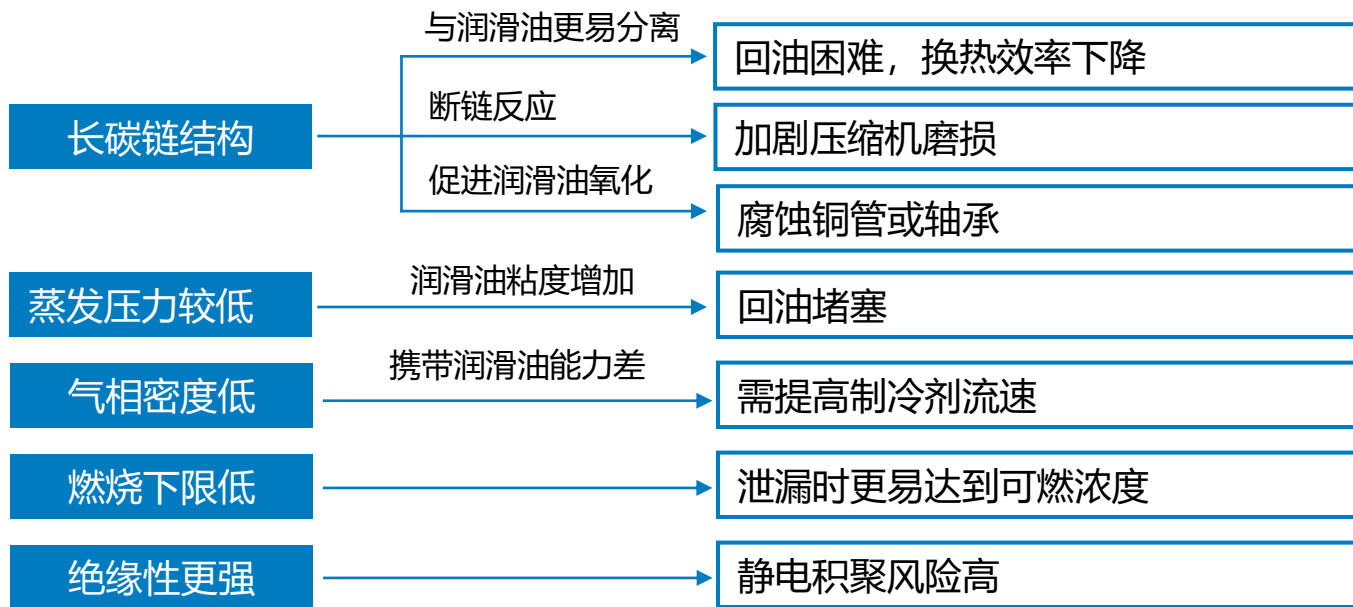 与润滑油更易分离
回油困难，换热效率下降
长碳链结构
断链反应
加剧压缩机磨损
促进润滑油氧化
腐蚀铜管或轴承
蒸发压力较低
润滑油粘度增加
回油堵塞
气相密度低
携带润滑油能力差
需提高制冷剂流速
燃烧下限低
泄漏时更易达到可燃浓度
绝缘性更强
静电积聚风险高